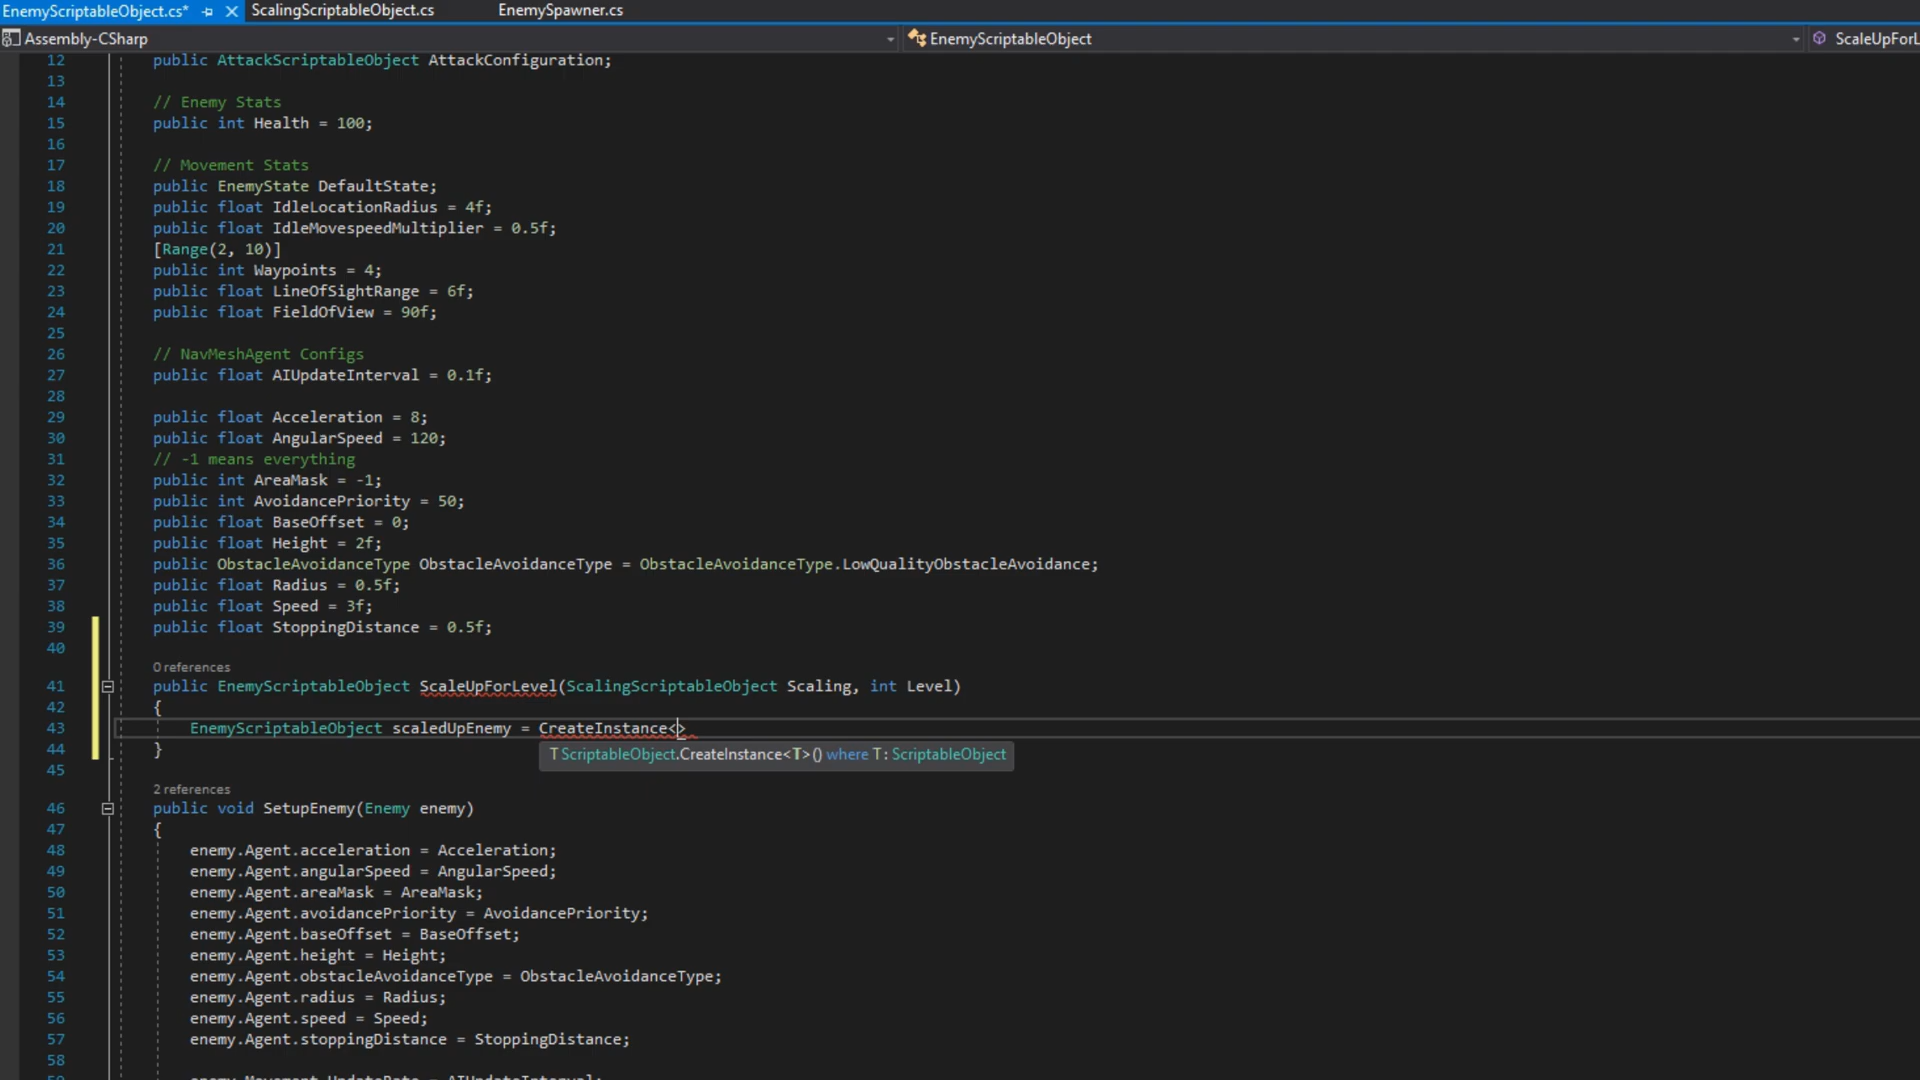 EnemyScriptableObject.cs*
ScalingScriptableObject.cs
EnemySpawner.cs
Assembly-CSharp
EnemyScriptableObject
ScaleUpForL
12 public AttackScriptableObject AttackConfiguration;
13
14 // Enemy Stats
15 public int Health = 100;
16
17 // Movement Stats
18 public EnemyState DefaultState;
19 public float IdleLocationRadius = 4f;
20 public float IdleMovespeedMultiplier = 0.5f;
21 [Range(2, 10)]
22 public int Waypoints = 4;
23 public float LineOfSightRange = 6f;
24 public float FieldOfView = 90f;
25
26 // NavMeshAgent Configs
27 public float AIUpdateInterval = 0.1f;
28
29 public float Acceleration = 8;
30 public float AngularSpeed = 120;
31 // -1 means everything
32 public int AreaMask = -1;
33 public int AvoidancePriority = 50;
34 public float BaseOffset = 0;
35 public float Height = 2f;
36 public ObstacleAvoidanceType ObstacleAvoidanceType = ObstacleAvoidanceType.LowQualityObstacleAvoidance;
37 public float Radius = 0.5f;
38 public float Speed = 3f;
39 public float StoppingDistance = 0.5f;
40
0 references
41 public EnemyScriptableObject ScaleUpForLevel(ScalingScriptableObject Scaling, int Level)
42 {
43 EnemyScriptableObject scaledUpEnemy = CreateInstance<>
44 }
T ScriptableObject.CreateInstance<T>() where T : ScriptableObject
45
2 references
46 public void SetupEnemy(Enemy enemy)
47 {
48 enemy.Agent.acceleration = Acceleration;
49 enemy.Agent.angularSpeed = AngularSpeed;
50 enemy.Agent.areaMask = AreaMask;
51 enemy.Agent.avoidancePriority = AvoidancePriority;
52 enemy.Agent.baseOffset = BaseOffset;
53 enemy.Agent.height = Height;
54 enemy.Agent.obstacleAvoidanceType = ObstacleAvoidanceType;
55 enemy.Agent.radius = Radius;
56 enemy.Agent.speed = Speed;
57 enemy.Agent.stoppingDistance = StoppingDistance;
58
59 enemy.Movement.UpdateRate = AIUpdateInterval;